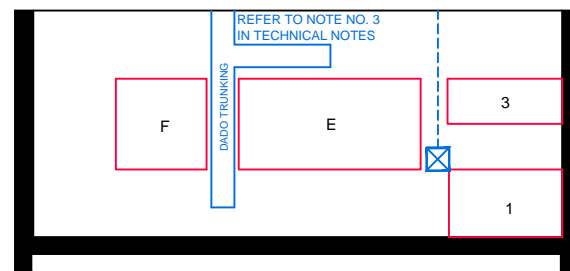 REFER TO NOTE NO. 3
IN TECHNICAL NOTES
DADO TRUNKING
F
E
3
1